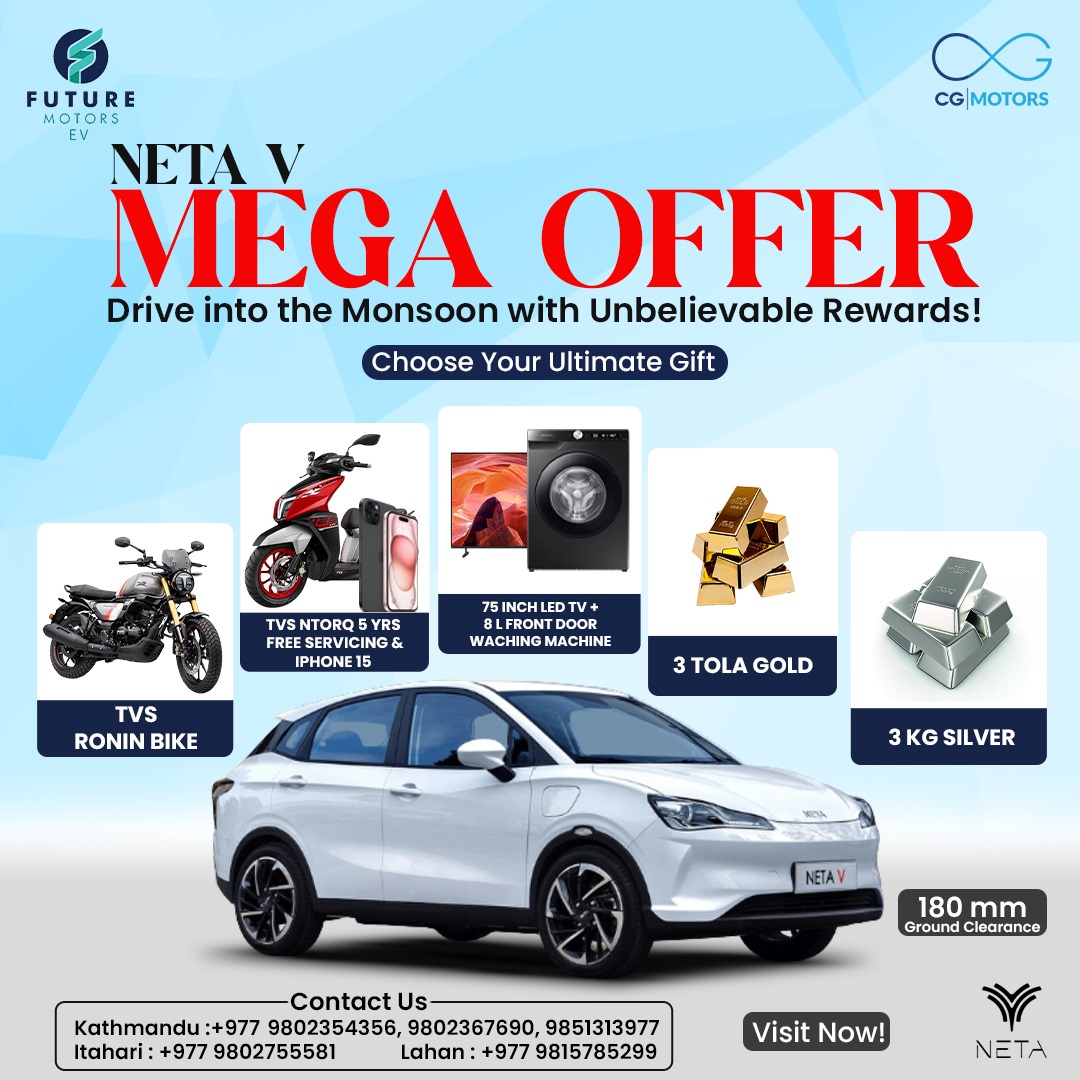 FUTURE
MOTORS
EV
CG|MOTORS
NETA V
MEGA OFFER
Drive into the Monsoon with Unbelievable Rewards!
Choose Your Ultimate Gift
TVS
RONIN BIKE
TVS NTORQ 5 YRS
FREE SERVICING &
IPHONE 15
75 INCH LED TV +
8 L FRONT DOOR
WACHING MACHINE
3 TOLA GOLD
3 KG SILVER
NETA
NETA V
180 mm
Ground Clearance
Contact Us
Kathmandu :+977 9802354356, 9802367690, 9851313977
Itahari : +977 9802755581 Lahan : +977 9815785299
Visit Now!
NETA